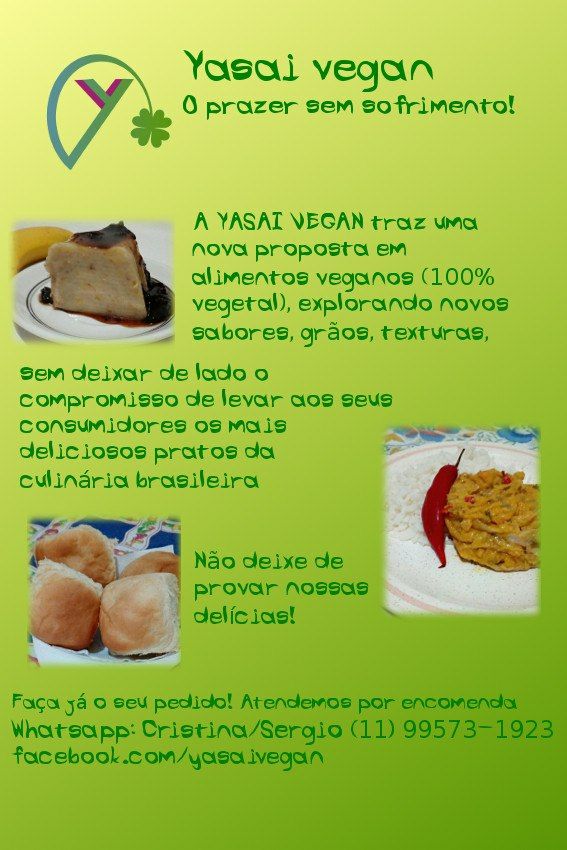 Yasai vegan
O prazer sem sofrimento!
A YASAI VEGAN traz uma
nova proposta em
alimentos veganos (100%
vegetal), explorando novos
sabores, grãos, texturas,
sem deixar de lado o
compromisso de levar aos seus
consumidores os mais
deliciosos pratos da
culinária brasileira
Não deixe de
provar nossas
delícias!
Faça já o seu pedido! Atendemos por encomenda
Whatsapp: Cristina/Sergio (11) 99573-1923
facebook.com/yasaivegan